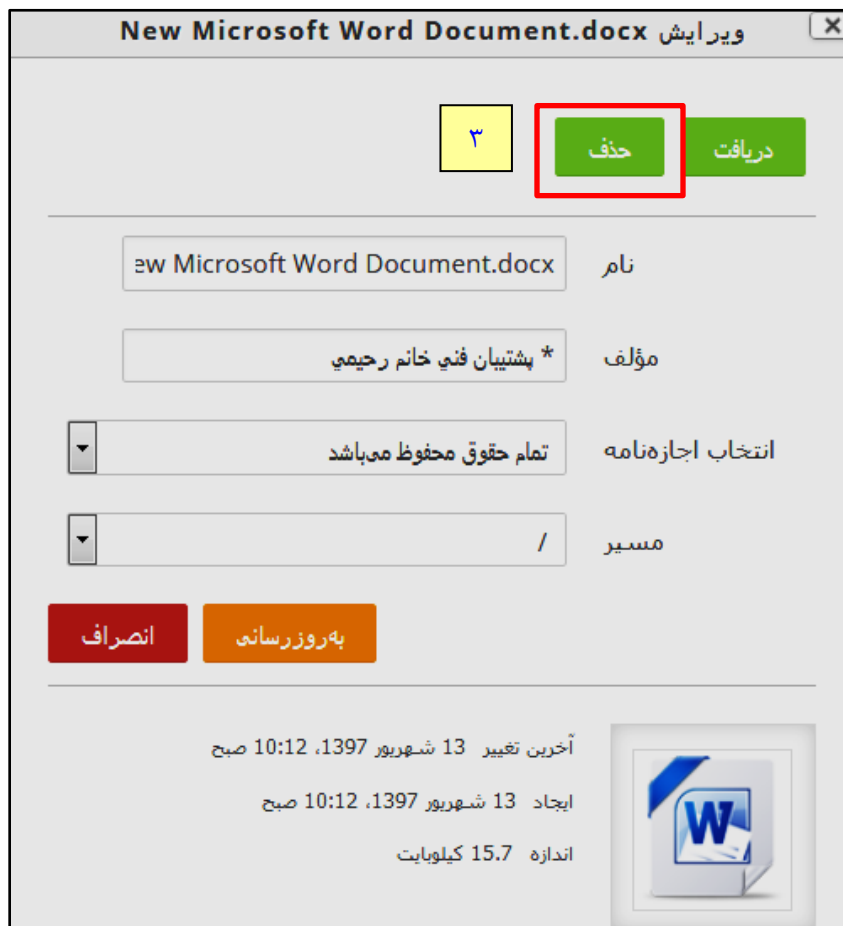 ویرایش New Microsoft Word Document.docx
دریافت حذف ۳
نام ew Microsoft Word Document.docx
مؤلف * پشتیبان فني خانم رحیمي
انتخاب اجازه‌نامه تمام حقوق محفوظ می‌باشد
مسیر /
به‌روزرسانی انصراف
آخرین تغییر 13 شهریور 1397، 10:12 صبح
ایجاد 13 شهریور 1397، 10:12 صبح
اندازه 15.7 کیلوبایت
W